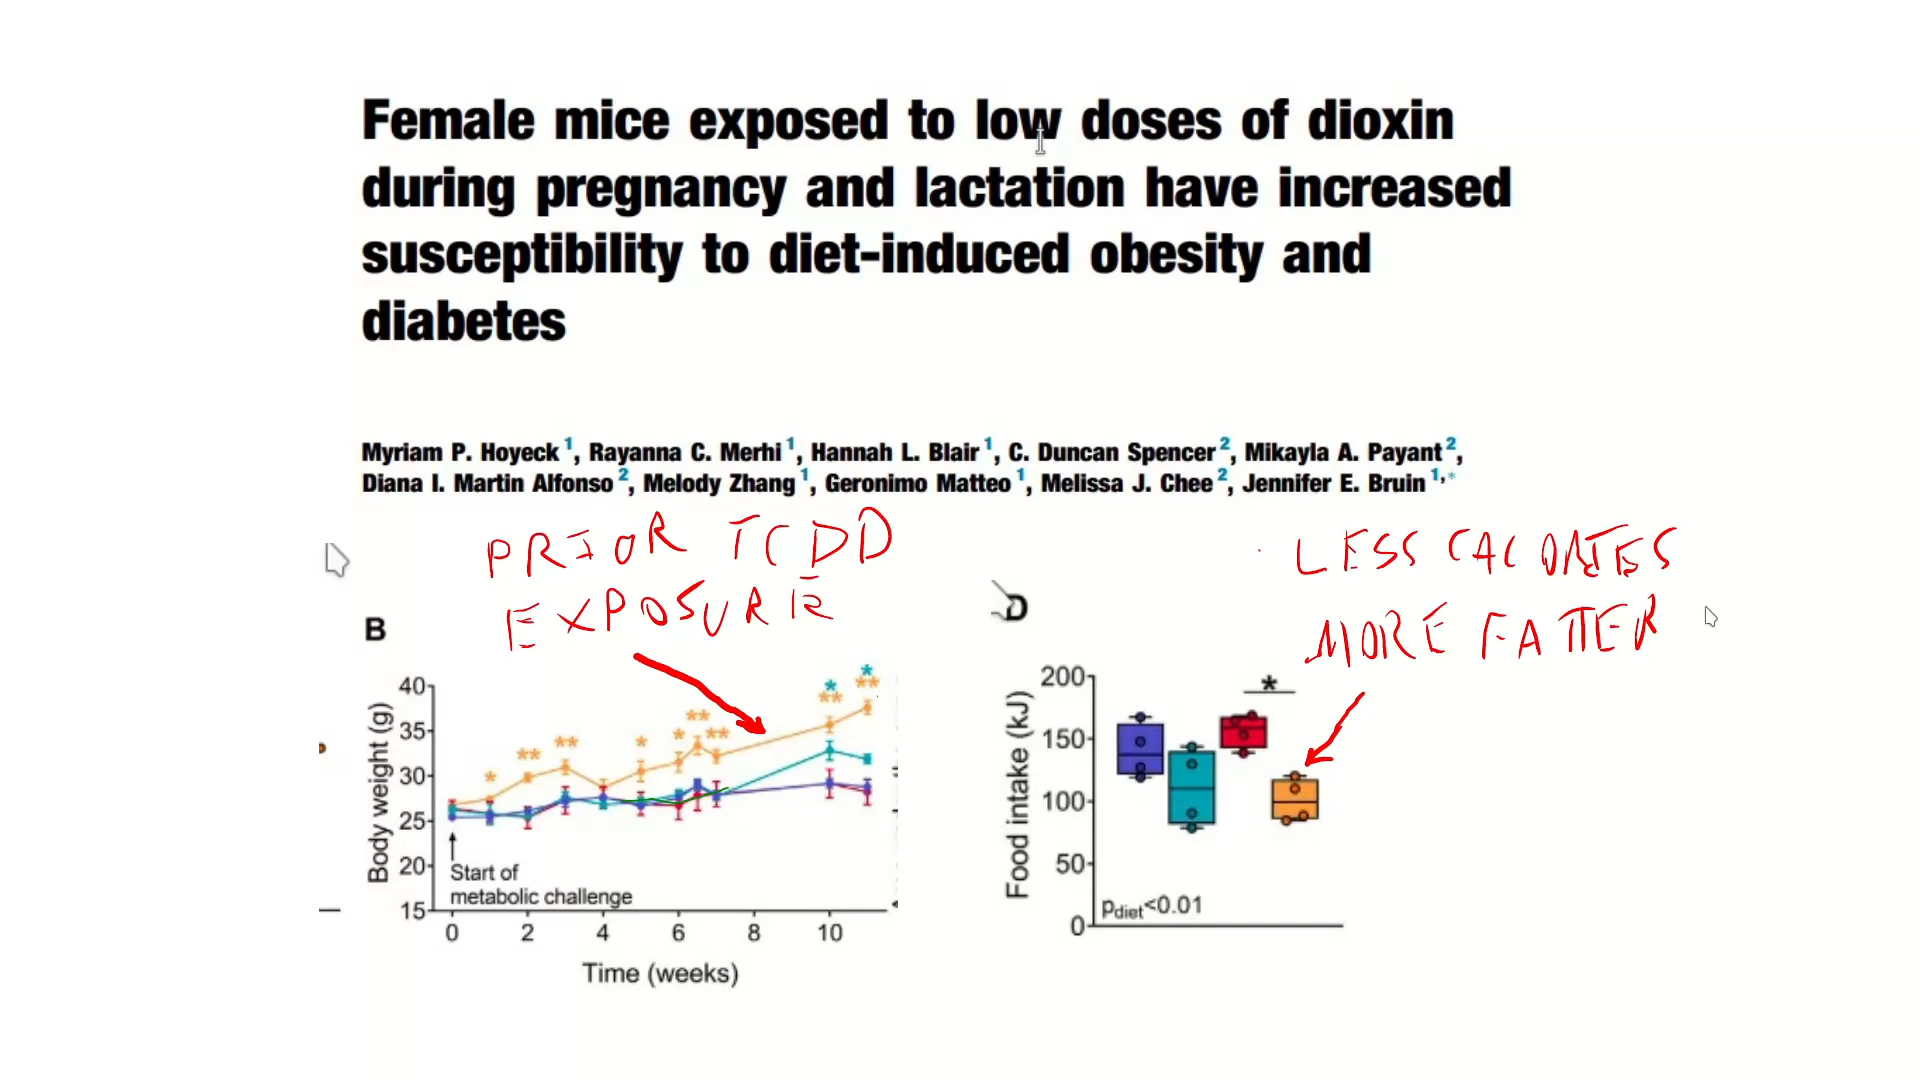 Female mice exposed to low doses of dioxin
during pregnancy and lactation have increased
susceptibility to diet-induced obesity and
diabetes
Myriam P. Hoyeck 1, Rayanna C. Merhi 1, Hannah L. Blair 1, C. Duncan Spencer 2, Mikayla A. Payant 2,
Diana I. Martin Alfonso 2, Melody Zhang 1, Geronimo Matteo 1, Melissa J. Chee 2, Jennifer E. Bruin 1,*
PRIOR TCDD
EXPOSURE
LESS CALORIES
MORE FATTER
B
Body weight (g)
40
35
30
25
20
15
* ** ** * * ** ** * ** * **
Start of
metabolic challenge
0 2 4 6 8 10
Time (weeks)
D
Food intake (kJ)
200
150
100
50
0
*
pdiet<0.01